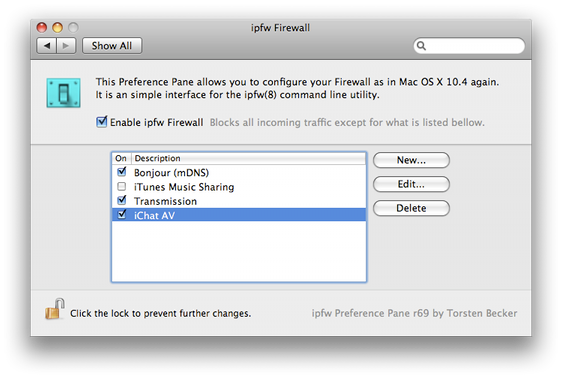 ipfw Firewall
Show All
This Preference Pane allows you to configure your Firewall as in Mac OS X 10.4 again.
It is an simple interface for the ipfw(8) command line utility.
Enable ipfw Firewall Blocks all incoming traffic except for what is listed bellow.
On Description
Bonjour (mDNS)
iTunes Music Sharing
Transmission
iChat AV
New...
Edit...
Delete
Click the lock to prevent further changes.
ipfw Preference Pane r69 by Torsten Becker